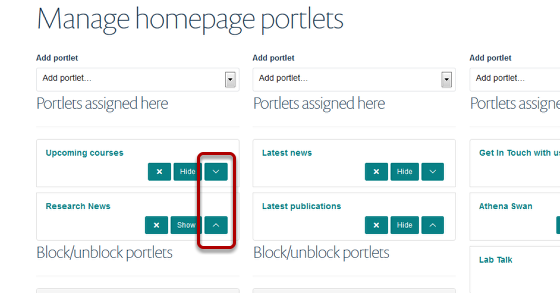 Manage homepage portlets
Add portlet
Add portlet
Add portlet
Add portlet...
Add portlet...
Add portlet...
Portlets assigned here
Portlets assigned here
Portlets assigned
Upcoming courses
Hide
Latest news
Hide
Get In Touch with us
Research News
Show
Latest publications
Hide
Athena Swan
Block/unblock portlets
Block/unblock portlets
Lab Talk